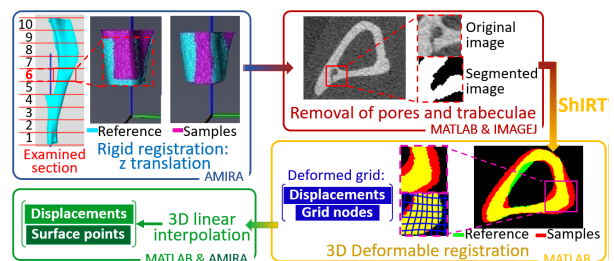 10
9
8
7
6
5
4
3
2
1
Examined
section
Reference
Samples
Rigid registration:
z translation
AMIRA
Original
image
Segmented
image
Removal of pores and trabeculae
MATLAB & IMAGEJ
ShIRT
Deformed grid:
Displacements
Grid nodes
Reference
Samples
3D Deformable registration
MATLAB
3D linear
interpolation
Displacements
Surface points
MATLAB & AMIRA